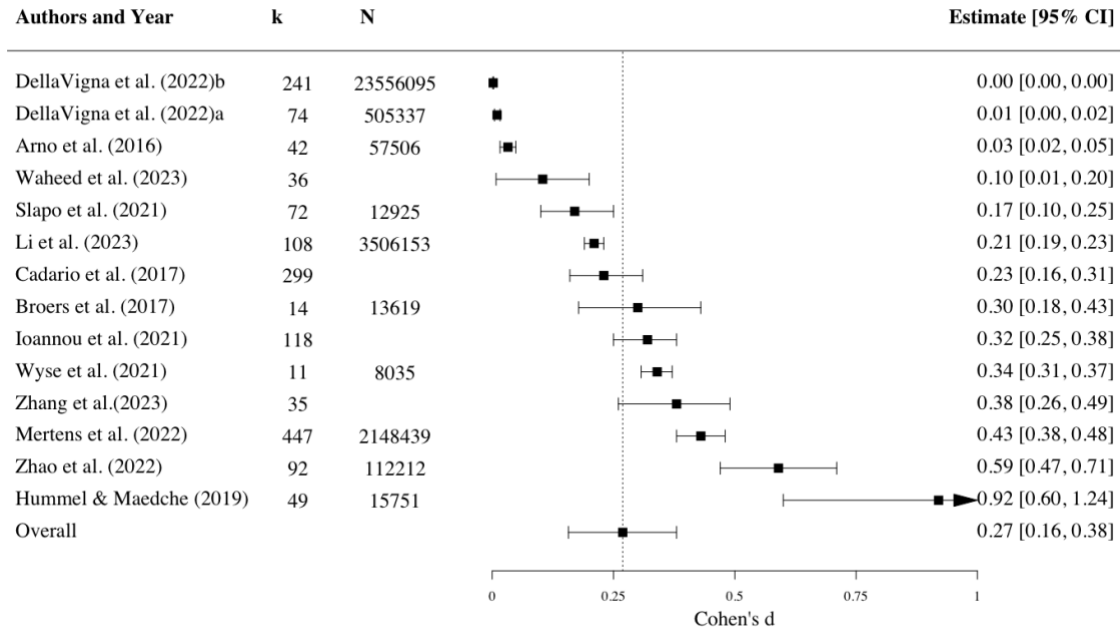 Authors and Year k N Estimate [95% CI]
DellaVigna et al. (2022)b 241 23556095 0.00 [0.00, 0.00]
DellaVigna et al. (2022)a 74 505337 0.01 [0.00, 0.02]
Arno et al. (2016) 42 57506 0.03 [0.02, 0.05]
Waheed et al. (2023) 36 0.10 [0.01, 0.20]
Slapo et al. (2021) 72 12925 0.17 [0.10, 0.25]
Li et al. (2023) 108 3506153 0.21 [0.19, 0.23]
Cadario et al. (2017) 299 0.23 [0.16, 0.31]
Broers et al. (2017) 14 13619 0.30 [0.18, 0.43]
Ioannou et al. (2021) 118 0.32 [0.25, 0.38]
Wyse et al. (2021) 11 8035 0.34 [0.31, 0.37]
Zhang et al.(2023) 35 0.38 [0.26, 0.49]
Mertens et al. (2022) 447 2148439 0.43 [0.38, 0.48]
Zhao et al. (2022) 92 112212 0.59 [0.47, 0.71]
Hummel & Maedche (2019) 49 15751 0.92 [0.60, 1.24]
Overall 0.27 [0.16, 0.38]
0 0.25 0.5 0.75 1
Cohen's d